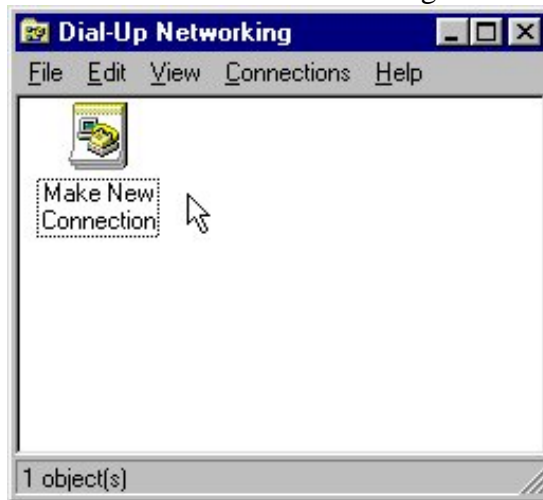 Dial-Up Networking
File Edit View Connections Help
Make New
Connection
1 object(s)